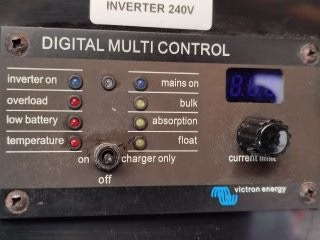 INVERTER 240V
DIGITAL MULTI CONTROL
inverter on
mains on
overload
bulk
low battery
absorption
temperature
float
on
charger only
off
current limit
victron energy